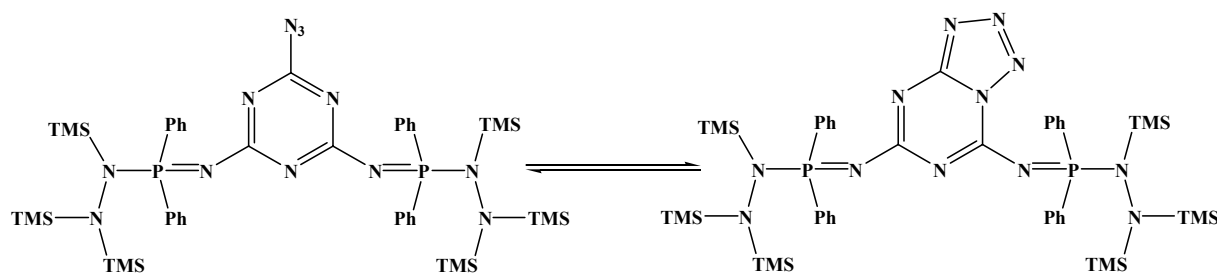 N₃ N N N
N N N N N
TMS Ph Ph TMS TMS Ph Ph TMS
N P N N N P N N P N N N P N
TMS N Ph Ph N TMS TMS N Ph Ph N TMS
TMS TMS TMS TMS